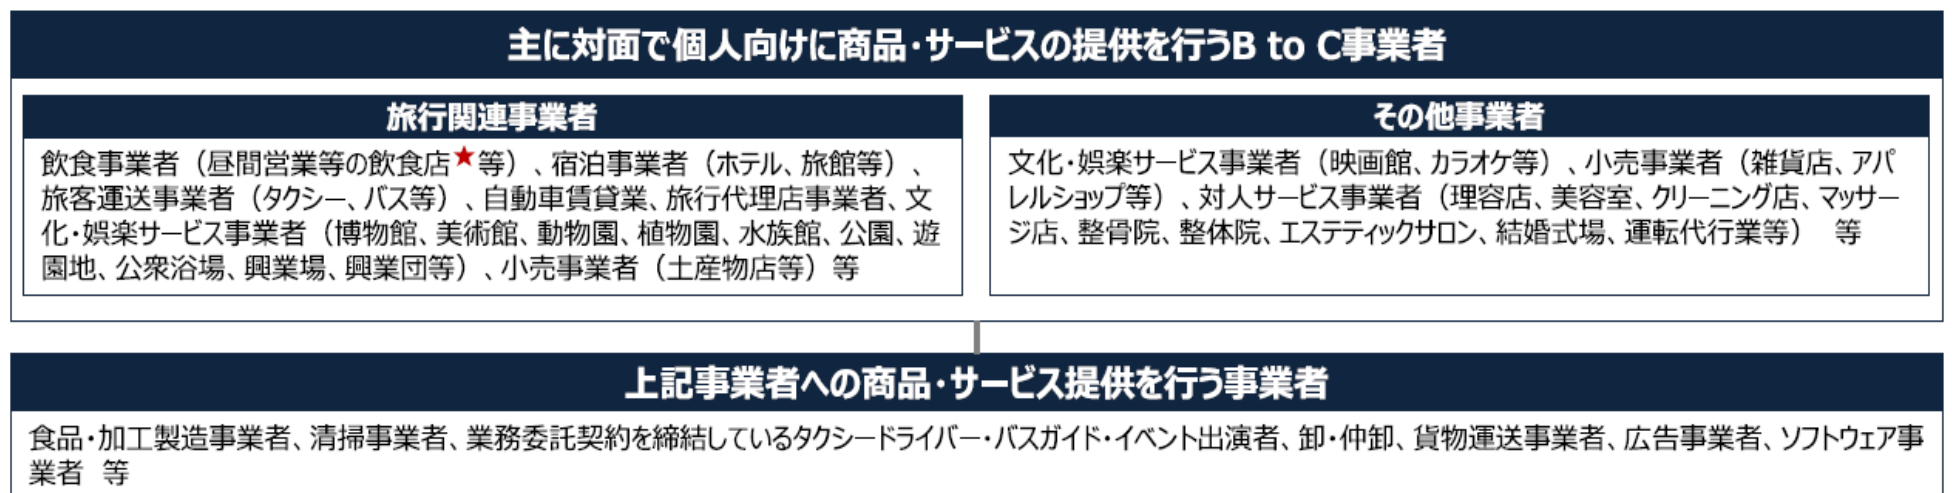 主に対面で個人向けに商品・サービスの提供を行うB to C事業者
旅行関連事業者
飲食事業者（昼間営業等の飲食店★等）、宿泊事業者（ホテル、旅館等）、
旅客運送事業者（タクシー、バス等）、自動車賃貸業、旅行代理店事業者、文
化・娯楽サービス事業者（博物館、美術館、動物園、植物園、水族館、公園、遊
園地、公衆浴場、興業場、興業団等）、小売事業者（土産物店等）等
その他事業者
文化・娯楽サービス事業者（映画館、カラオケ等）、小売事業者（雑貨店、アパ
レルショップ等）、対人サービス事業者（理容店、美容室、クリーニング店、マッサー
ジ店、整骨院、整体院、エステティックサロン、結婚式場、運転代行業等）　等
上記事業者への商品・サービス提供を行う事業者
食品・加工製造事業者、清掃事業者、業務委託契約を締結しているタクシードライバー・バスガイド・イベント出演者、卸・仲卸、貨物運送事業者、広告事業者、ソフトウェア事
業者　等